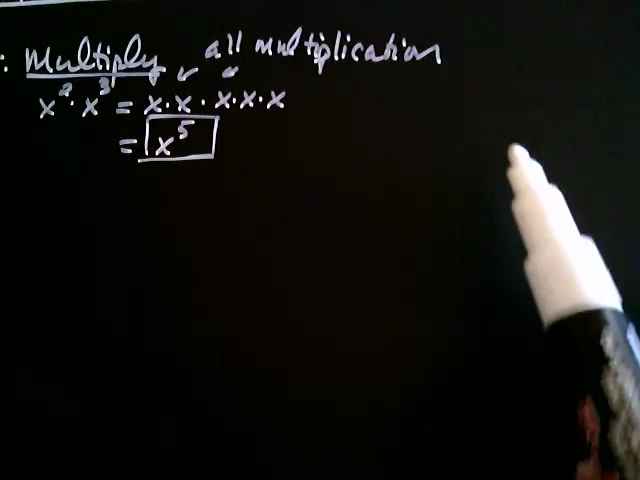 : Multiply all multiplication
x² · x³ = x · x · x · x · x
= x⁵